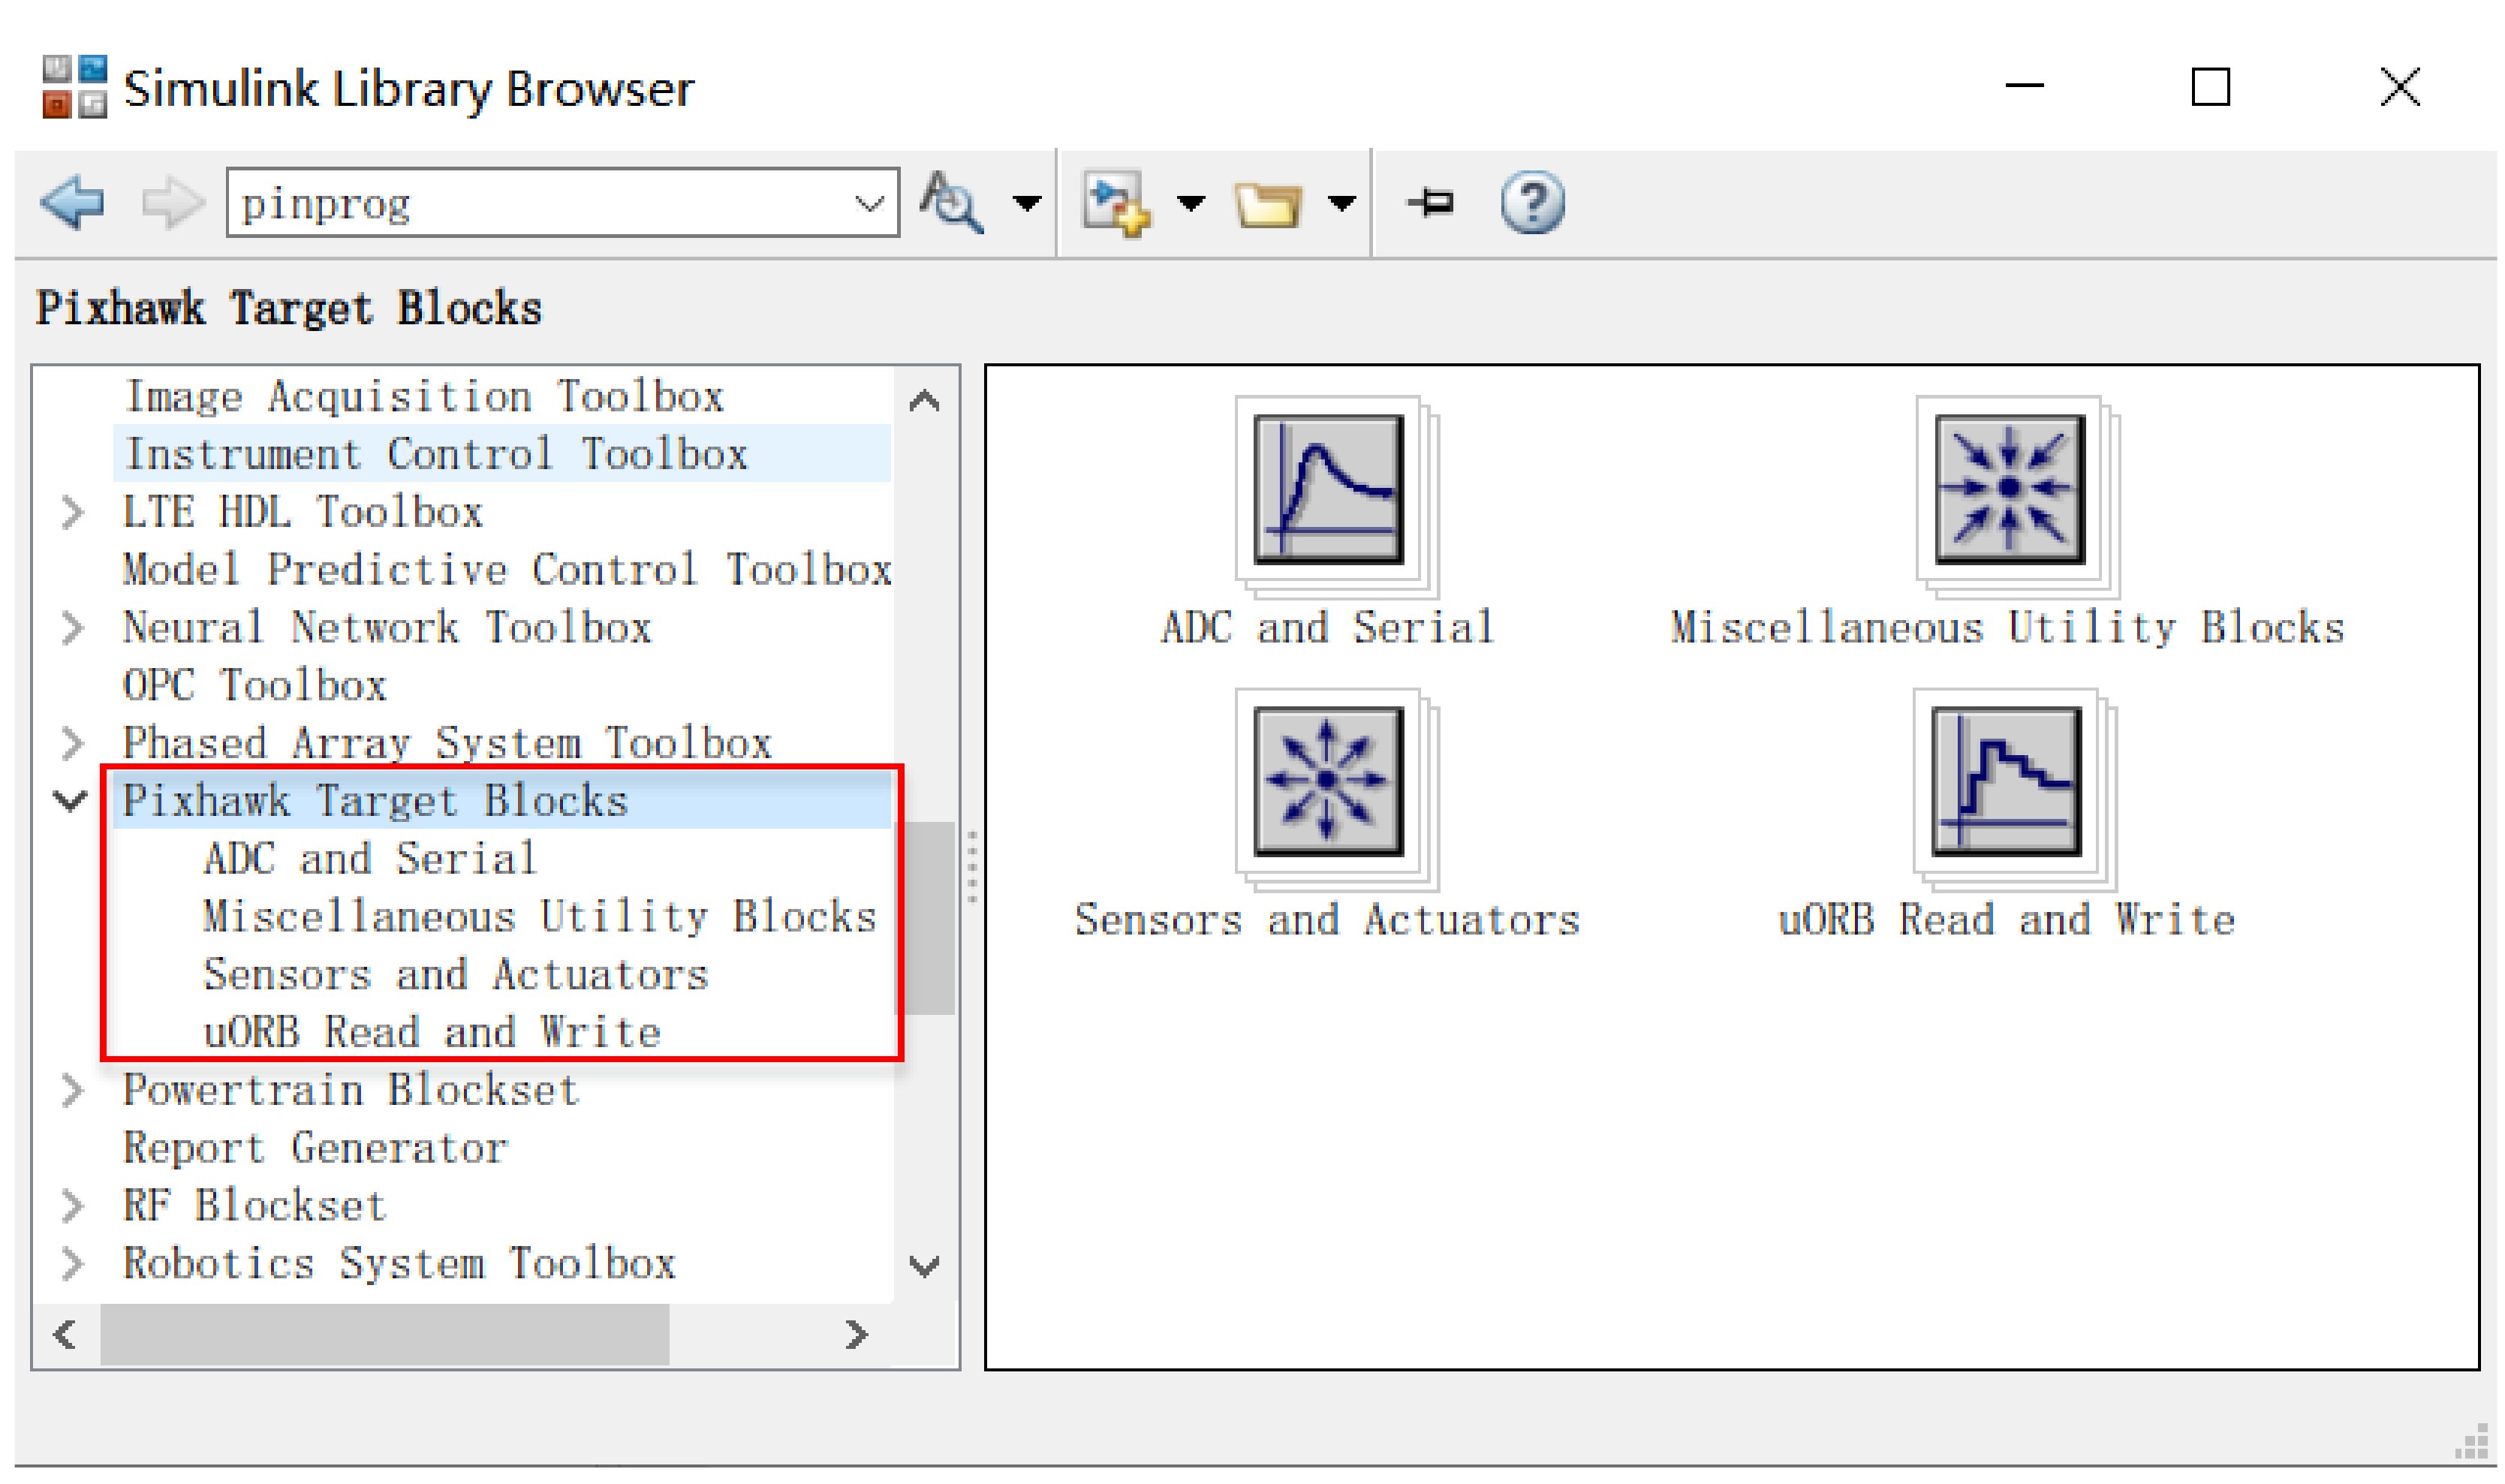 Simulink Library Browser
pinprog
Pixhawk Target Blocks
Image Acquisition Toolbox
Instrument Control Toolbox
LTE HDL Toolbox
Model Predictive Control Toolbox
Neural Network Toolbox
OPC Toolbox
Phased Array System Toolbox
Pixhawk Target Blocks
ADC and Serial
Miscellaneous Utility Blocks
Sensors and Actuators
uORB Read and Write
Powertrain Blockset
Report Generator
RF Blockset
Robotics System Toolbox
ADC and Serial
Miscellaneous Utility Blocks
Sensors and Actuators
uORB Read and Write